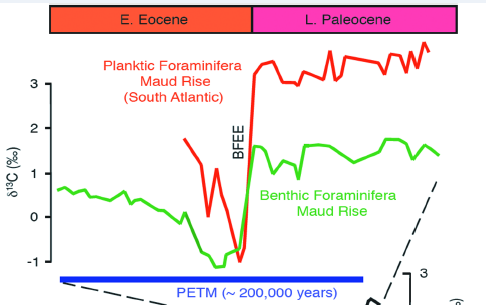 E. Eocene
L. Paleocene
Planktic Foraminifera
Maud Rise
(South Atlantic)
3
2
1
0
-1
δ¹³C (‰)
BFEE
Benthic Foraminifera
Maud Rise
PETM (~ 200,000 years)
3